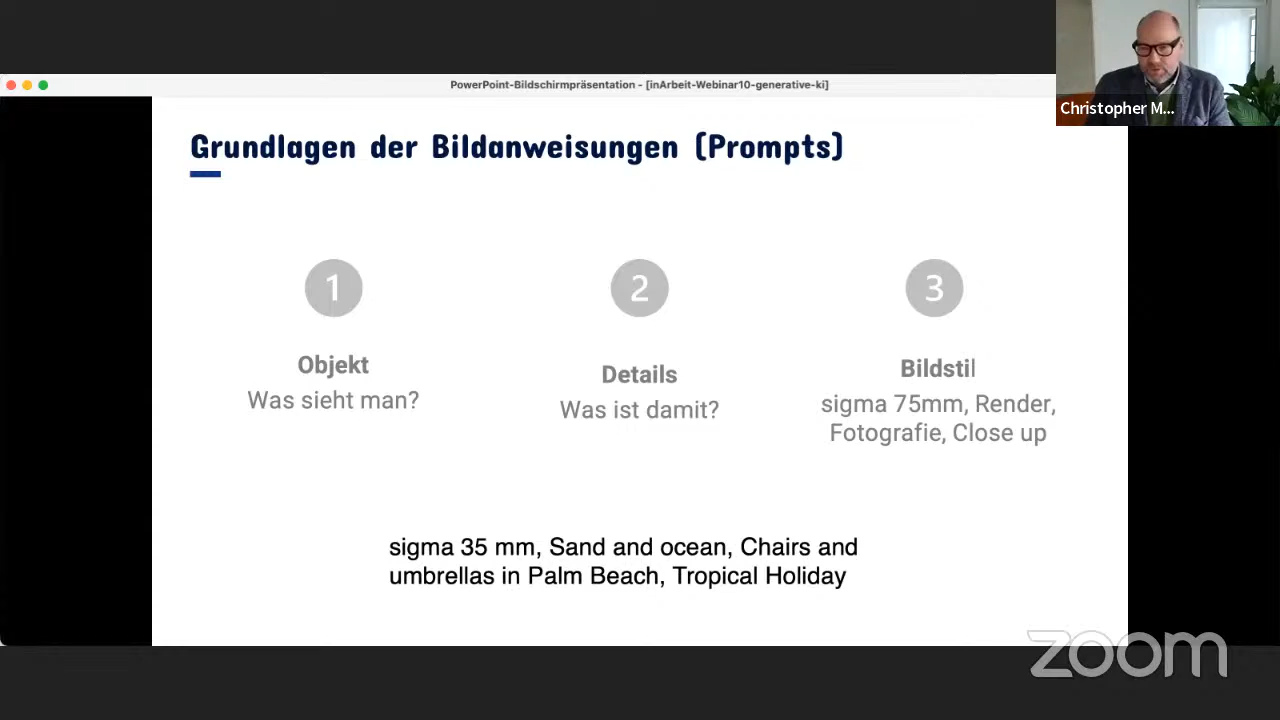 PowerPoint-Bildschirmpräsentation - [inArbeit-Webinar10-generative-ki]
Christopher M...
Grundlagen der Bildanweisungen (Prompts)
1
Objekt
Was sieht man?
2
Details
Was ist damit?
3
Bildstil
sigma 75mm, Render,
Fotografie, Close up
sigma 35 mm, Sand and ocean, Chairs and
umbrellas in Palm Beach, Tropical Holiday
zoom